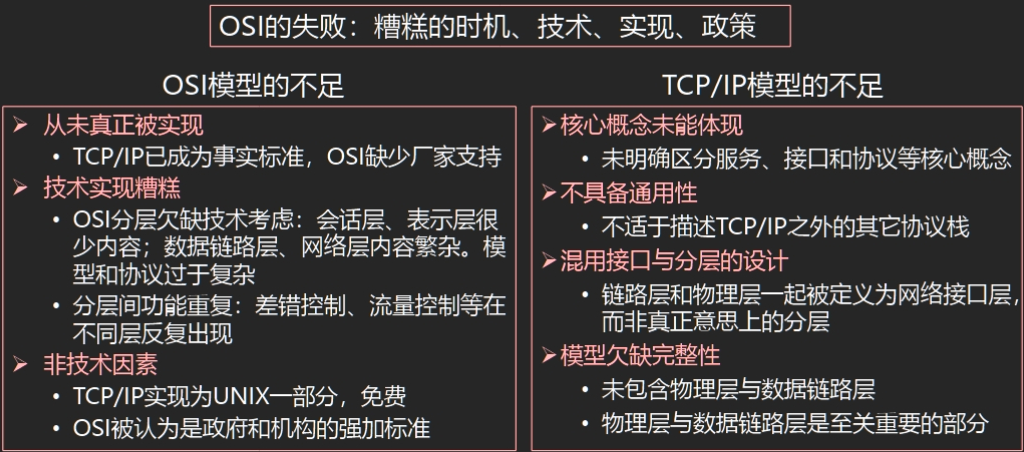 OSI的失败：糟糕的时机、技术、实现、政策
OSI模型的不足
➢ 从未真正被实现
• TCP/IP已成为事实标准，OSI缺少厂家支持
➢ 技术实现糟糕
• OSI分层欠缺技术考虑：会话层、表示层很
少内容；数据链路层、网络层内容繁杂。模
型和协议过于复杂
• 分层间功能重复：差错控制、流量控制等在
不同层反复出现
➢ 非技术因素
• TCP/IP实现为UNIX一部分，免费
• OSI被认为是政府和机构的强加标准
TCP/IP模型的不足
➢ 核心概念未能体现
• 未明确区分服务、接口和协议等核心概念
➢ 不具备通用性
• 不适于描述TCP/IP之外的其它协议栈
➢ 混用接口与分层的设计
• 链路层和物理层一起被定义为网络接口层，
而非真正意思上的分层
➢ 模型欠缺完整性
• 未包含物理层与数据链路层
• 物理层与数据链路层是至关重要的部分